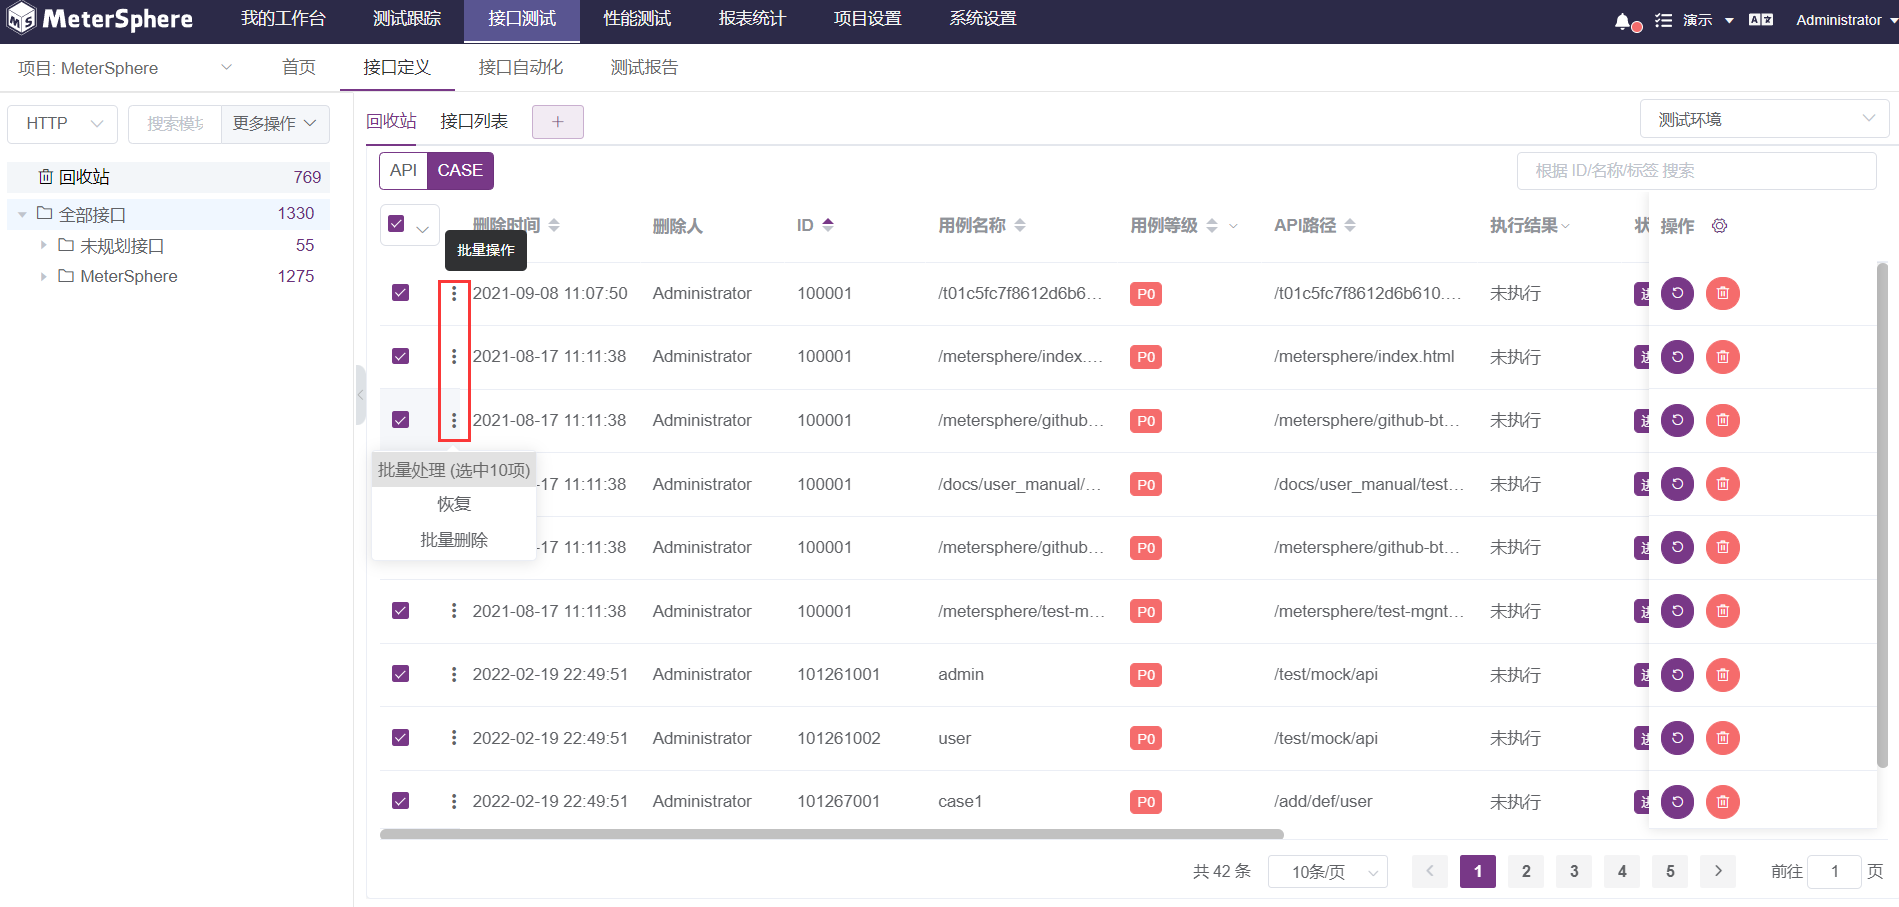 MeterSphere 我的工作台 测试跟踪 接口测试 性能测试 报表统计 项目设置 系统设置 演示 Administrator
项目: MeterSphere 首页 接口定义 接口自动化 测试报告
HTTP 搜索模块 更多操作
回收站 接口列表 + 测试环境
回收站 769
全部接口 1330
未规划接口 55
MeterSphere 1275
API CASE 根据 ID/名称/标签 搜索
删除时间 删除人 ID 用例名称 用例等级 API路径 执行结果 操作
批量操作
2021-09-08 11:07:50 Administrator 100001 /t01c5fc7f8612d6b6... P0 /t01c5fc7f8612d6b610.... 未执行
2021-08-17 11:11:38 Administrator 100001 /metersphere/index.... P0 /metersphere/index.html 未执行
2021-08-17 11:11:38 Administrator 100001 /metersphere/github... P0 /metersphere/github-bt... 未执行
批量处理 (选中10项)
恢复
批量删除
-17 11:11:38 Administrator 100001 /docs/user_manual/... P0 /docs/user_manual/test... 未执行
-17 11:11:38 Administrator 100001 /metersphere/github... P0 /metersphere/github-bt... 未执行
2021-08-17 11:11:38 Administrator 100001 /metersphere/test-m... P0 /metersphere/test-mgnt... 未执行
2022-02-19 22:49:51 Administrator 101261001 admin P0 /test/mock/api 未执行
2022-02-19 22:49:51 Administrator 101261002 user P0 /test/mock/api 未执行
2022-02-19 22:49:51 Administrator 101267001 case1 P0 /add/def/user 未执行
共 42 条 10条/页 1 2 3 4 5 前往 1 页